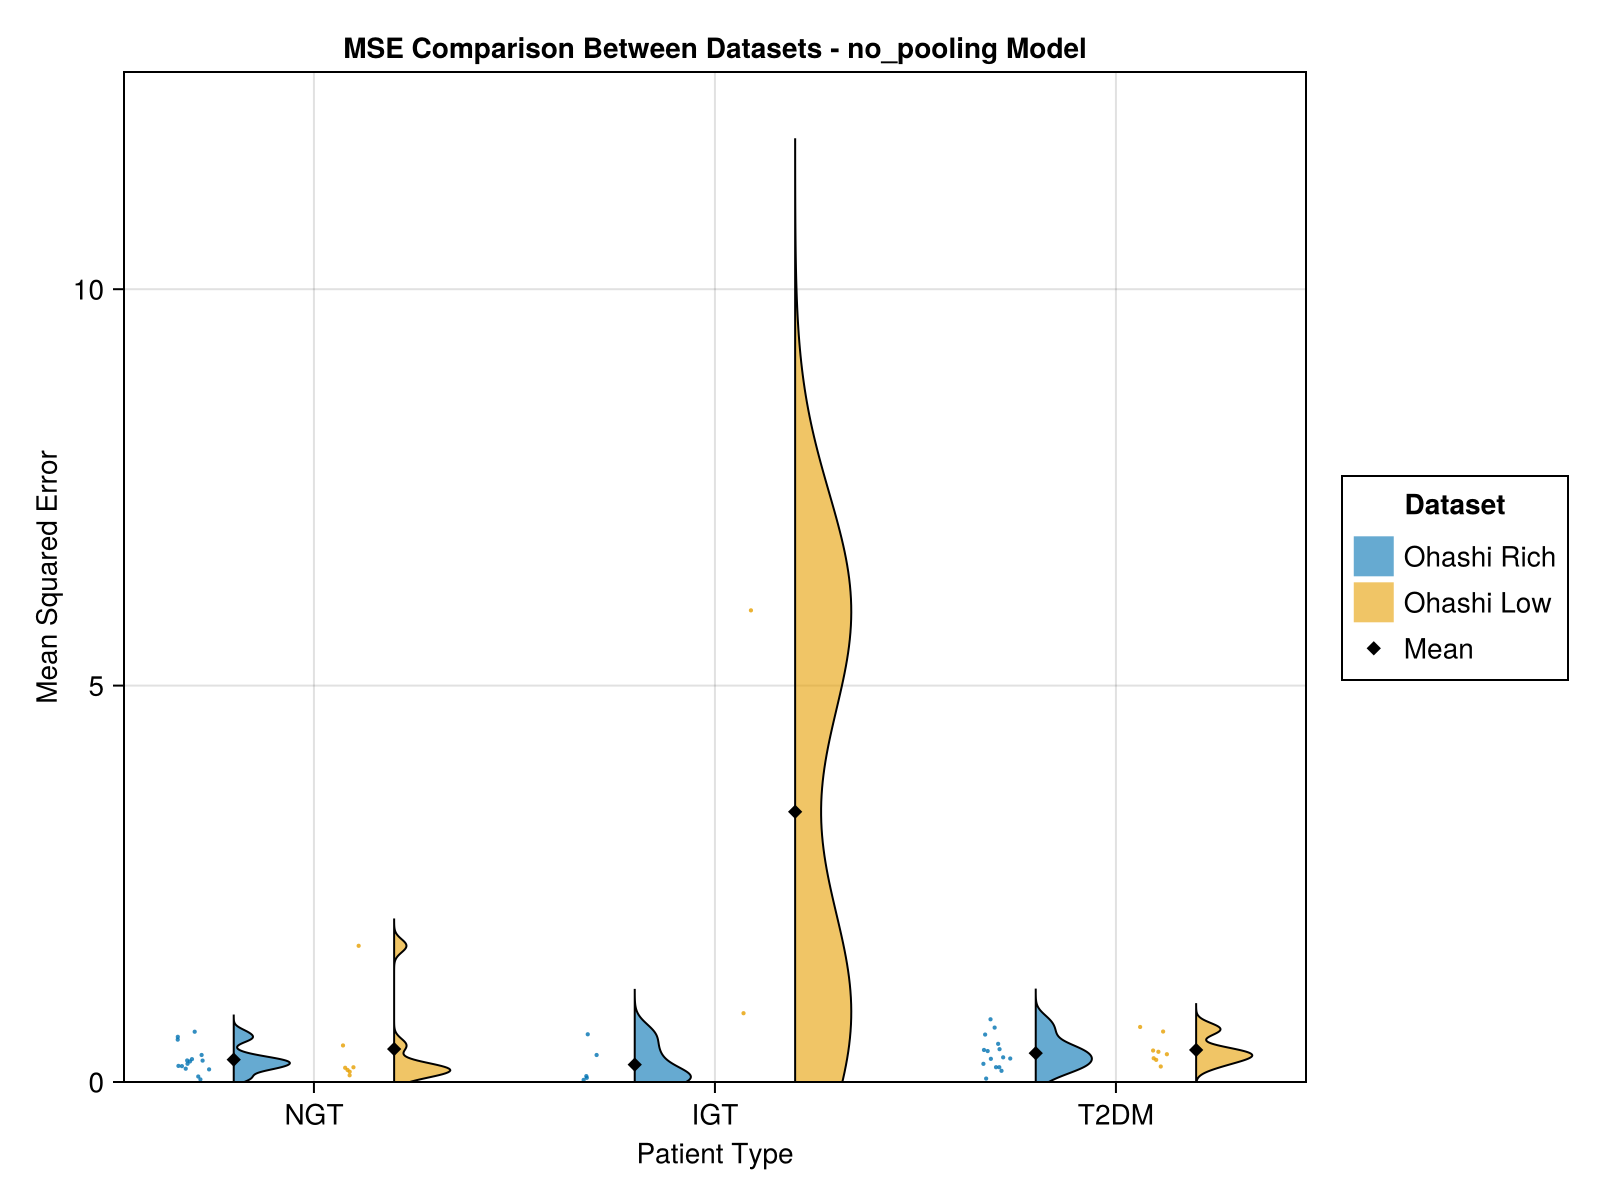 MSE Comparison Between Datasets - no_pooling Model
Mean Squared Error
10
5
0
NGT
IGT
T2DM
Patient Type
Dataset
Ohashi Rich
Ohashi Low
Mean